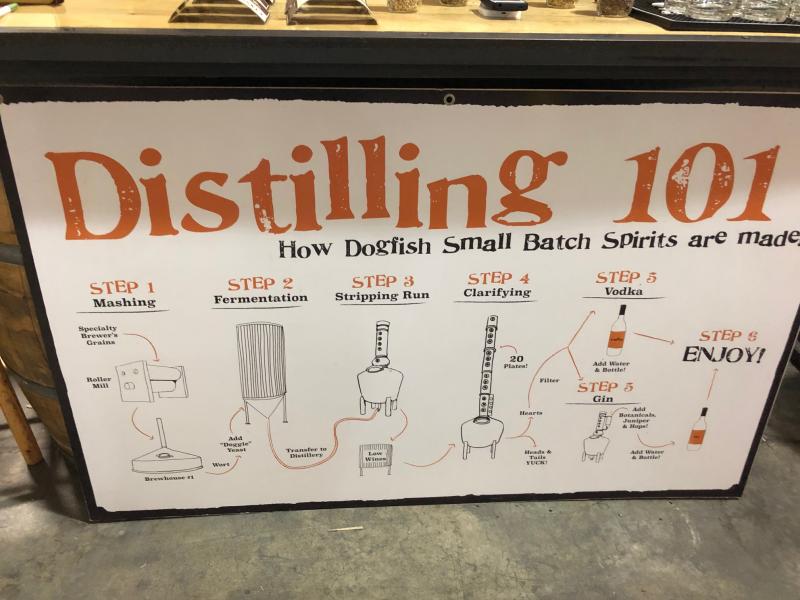 Distilling 101
How Dogfish Small Batch Spirits are made.
STEP 1
Mashing
Specialty
Brewer's
Grains
Roller
Mill
Brewhouse #1
Wort
STEP 2
Fermentation
Add
"Doggie"
Yeast
Transfer to
Distillery
STEP 3
Stripping Run
Low
Wines
STEP 4
Clarifying
20
Plates!
Hearts
Heads &
Tails
YUCK!
Filter
STEP 5
Vodka
Add Water
& Bottle!
STEP 5
Gin
Add
Botanicals,
Juniper
& Hops!
Add Water
& Bottle!
STEP 6
ENJOY!